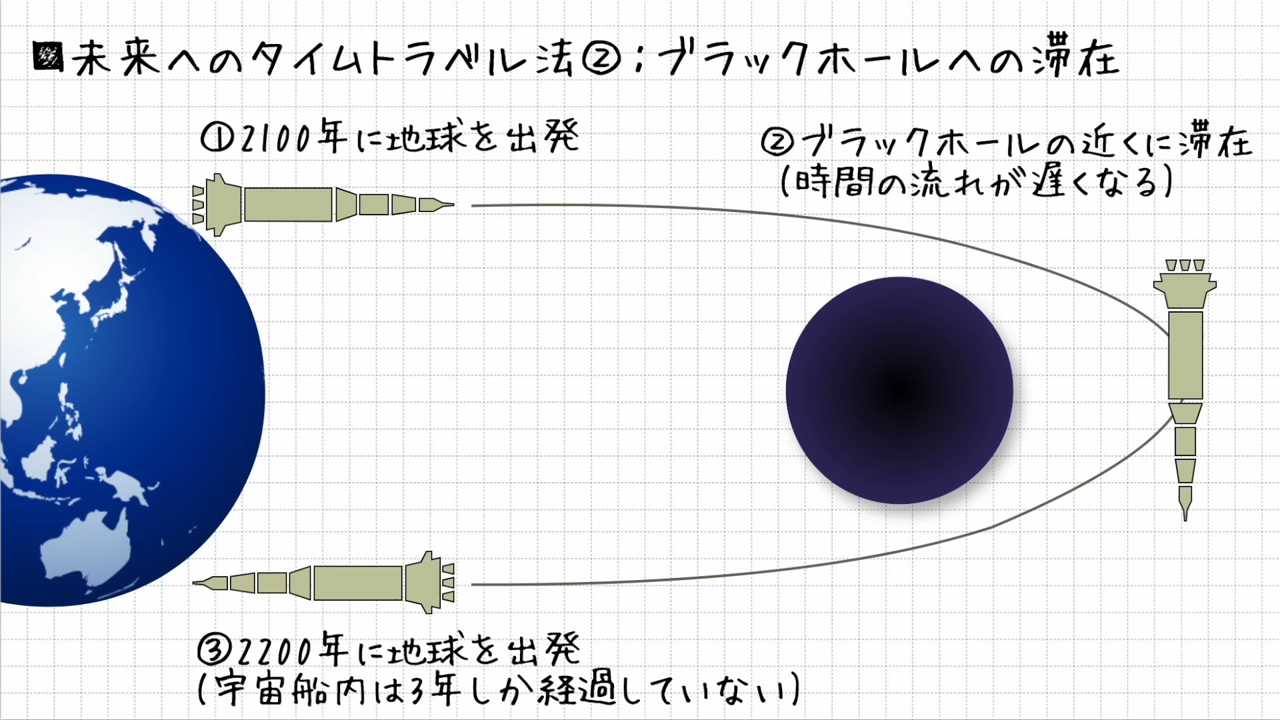 ■未来へのタイムトラベル法②:ブラックホールへの滞在
①2100年に地球を出発
②ブラックホールの近くに滞在
(時間の流れが遅くなる)
③2200年に地球を出発
(宇宙船内は3年しか経過していない)